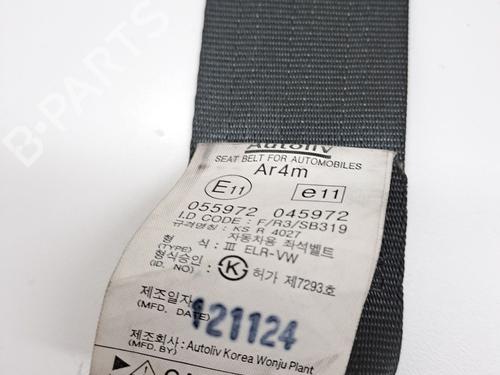 B-PARTS
Autoliv
SEAT BELT FOR AUTOMOBILES
Ar4m
E11 e11
055972 045972
I.D CODE : F/R3/SB319
규격명칭 : KS R 4027
형 식 : 자동차용 좌석벨트
(TYPE) Ⅲ ELR-VW
형식승인 : K 허가 제7293호
(ID.NO)
제조일자
(MFD. DATE) 121124
제조회사:
(MFD.BY) Autoliv Korea Wonju Plant